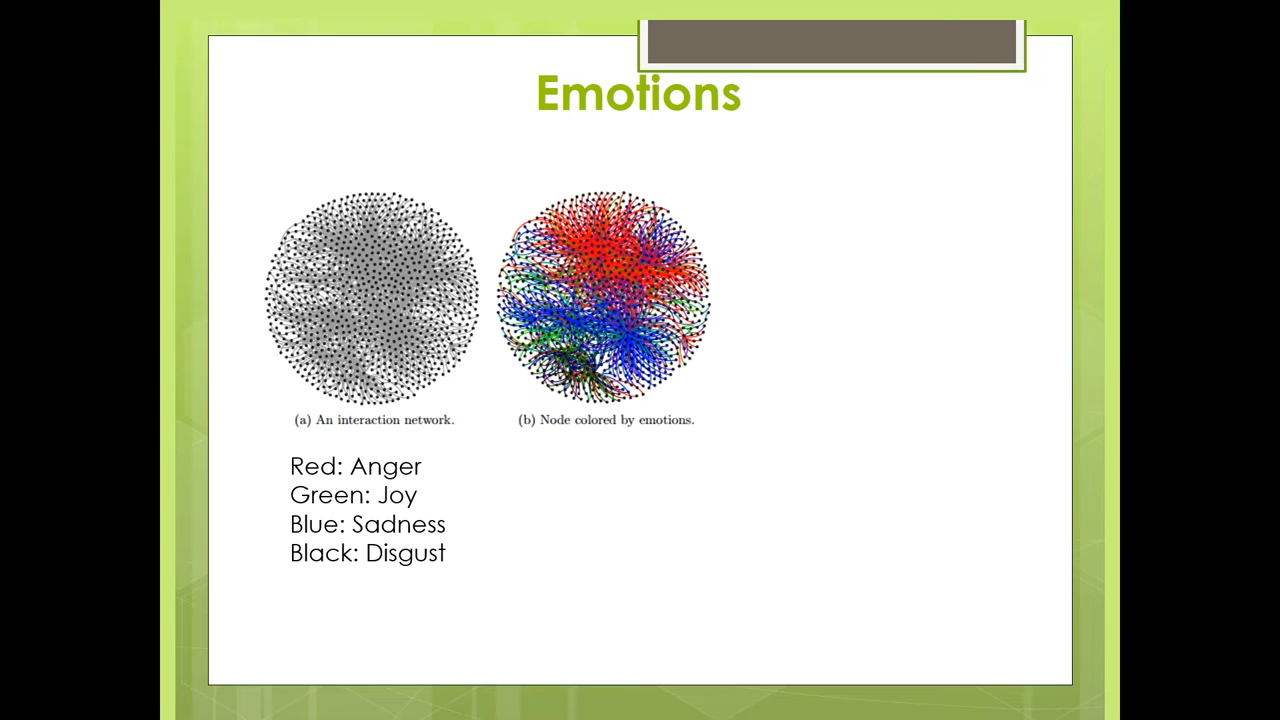 Emotions
(a) An interaction network.
(b) Node colored by emotions.
Red: Anger
Green: Joy
Blue: Sadness
Black: Disgust